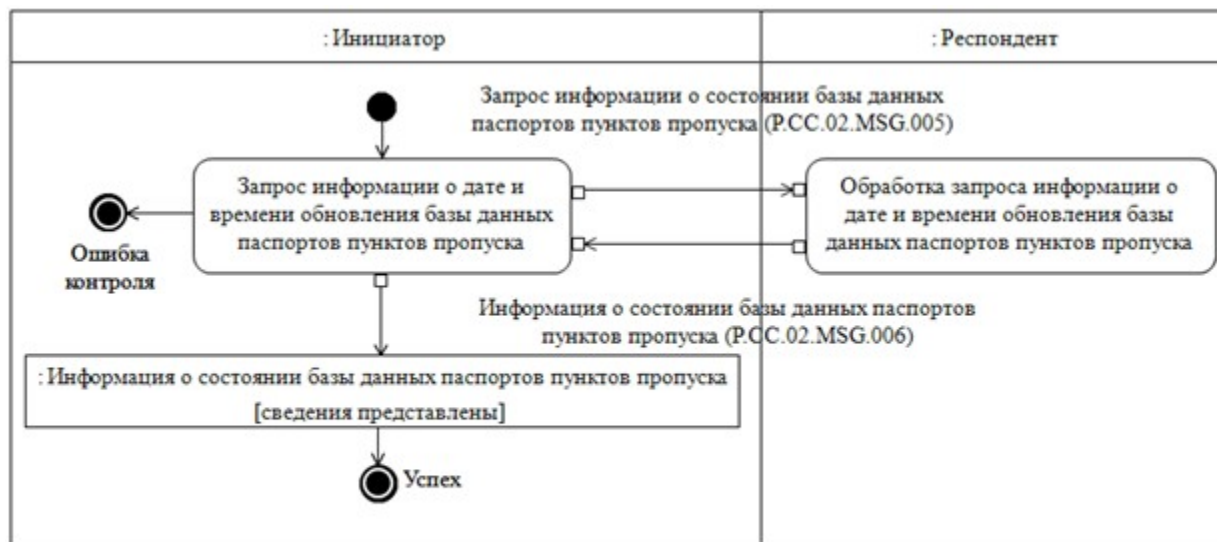 : Инициатор
: Респондент
Запрос информации о состоянии базы данных
паспортов пунктов пропуска (P.CC.02.MSG.005)
Запрос информации о дате и
времени обновления базы данных
паспортов пунктов пропуска
Обработка запроса информации о
дате и времени обновления базы
данных паспортов пунктов пропуска
Ошибка
контроля
Информация о состоянии базы данных паспортов
пунктов пропуска (P.CC.02.MSG.006)
: Информация о состоянии базы данных паспортов пунктов пропуска
[сведения представлены]
Успех